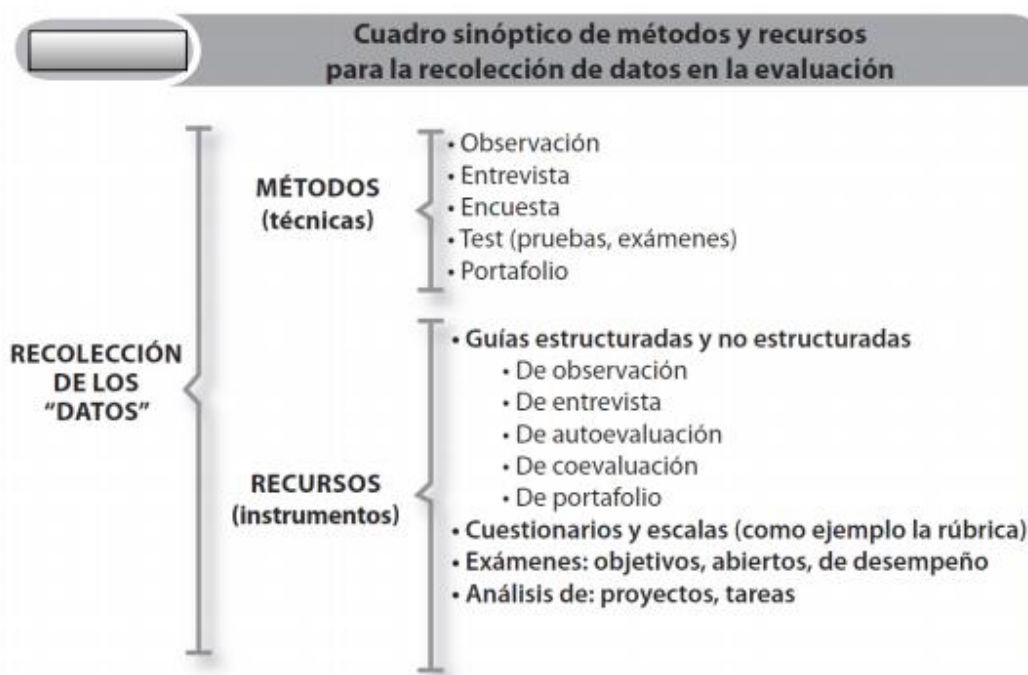 Cuadro sinóptico de métodos y recursos
para la recolección de datos en la evaluación
RECOLECCIÓN
DE LOS
“DATOS”
MÉTODOS
(técnicas)
• Observación
• Entrevista
• Encuesta
• Test (pruebas, exámenes)
• Portafolio
RECURSOS
(instrumentos)
• Guías estructuradas y no estructuradas
• De observación
• De entrevista
• De autoevaluación
• De coevaluación
• De portafolio
• Cuestionarios y escalas (como ejemplo la rúbrica)
• Exámenes: objetivos, abiertos, de desempeño
• Análisis de: proyectos, tareas